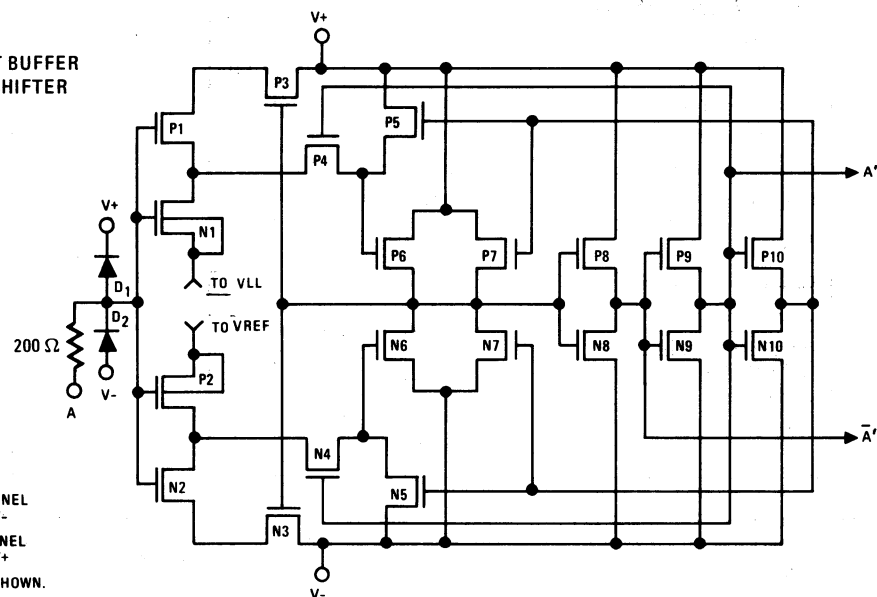 BUFFER
HIFTER
V+
P3
P1
P5
P4
A'
V+
N1
P6
P7
P8
P9
P10
D1
TO VLL
D2
TO VREF
200 Ω
N6
N7
N8
N9
N10
A
V-
P2
A̅'
N4
N2
N5
NEL
N3
NEL
V+
HOWN.
V-